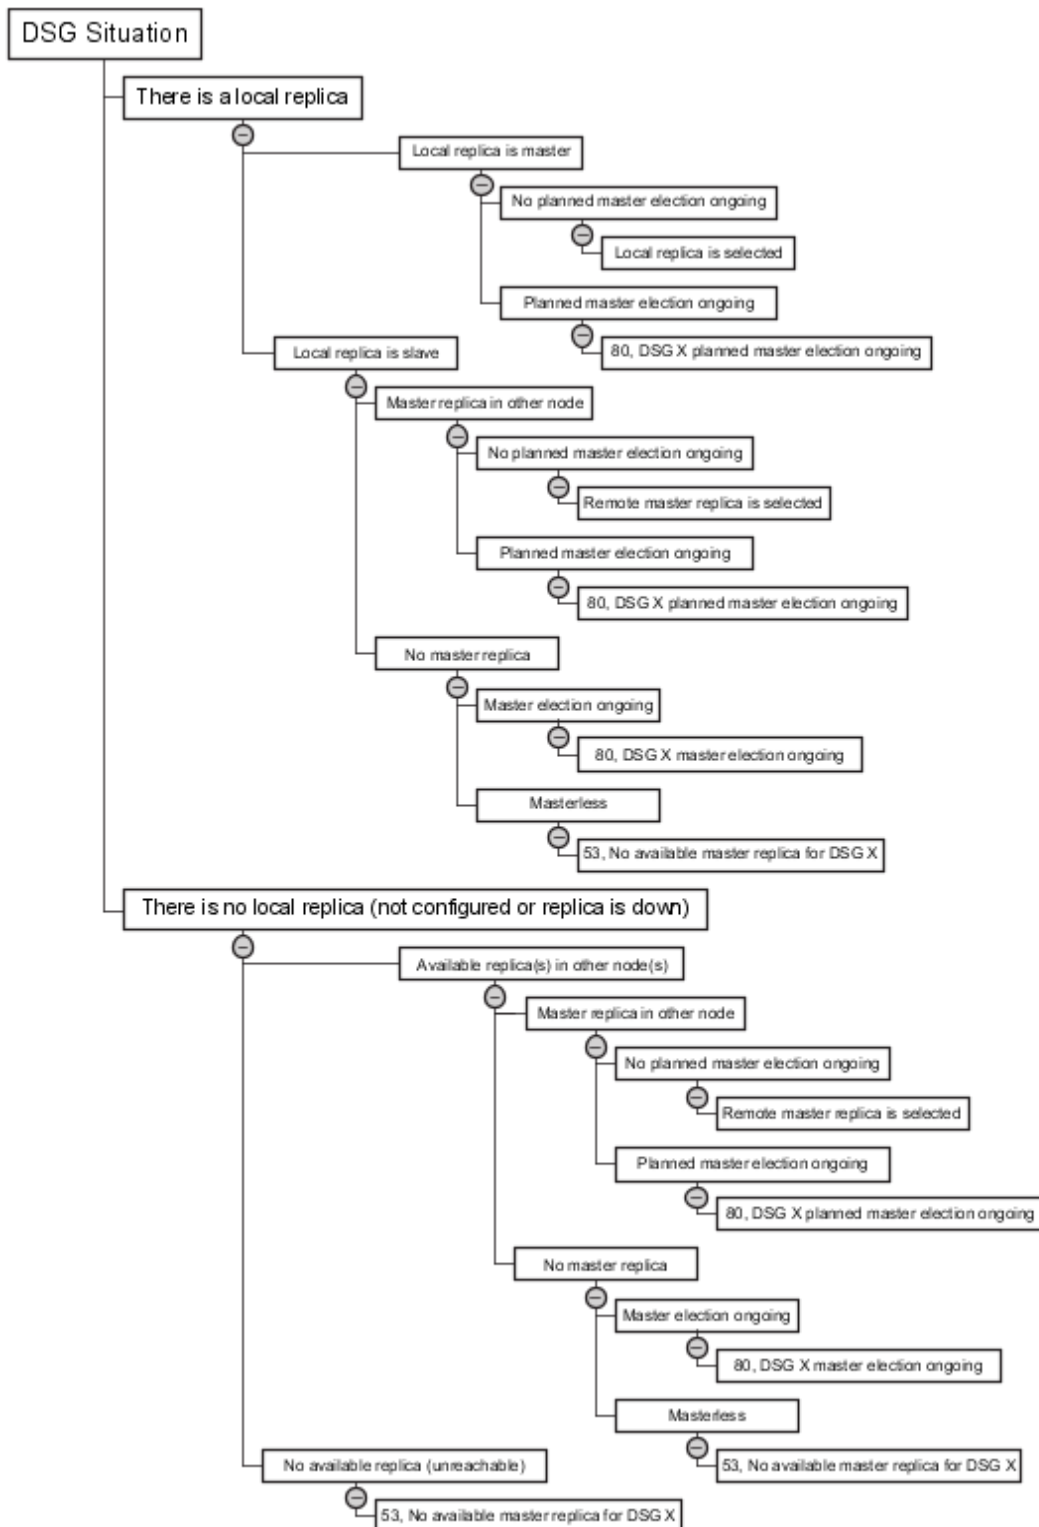 DSG Situation
There is a local replica
Local replica is master
No planned master election ongoing
Local replica is selected
Planned master election ongoing
80, DSG X planned master election ongoing
Local replica is slave
Master replica in other node
No planned master election ongoing
Remote master replica is selected
Planned master election ongoing
80, DSG X planned master election ongoing
No master replica
Master election ongoing
80, DSG X master election ongoing
Masterless
53, No available master replica for DSG X
There is no local replica (not configured or replica is down)
Available replica(s) in other node(s)
Master replica in other node
No planned master election ongoing
Remote master replica is selected
Planned master election ongoing
80, DSG X planned master election ongoing
No master replica
Master election ongoing
80, DSG X master election ongoing
Masterless
53, No available master replica for DSG X
No available replica (unreachable)
53, No available master replica for DSG X